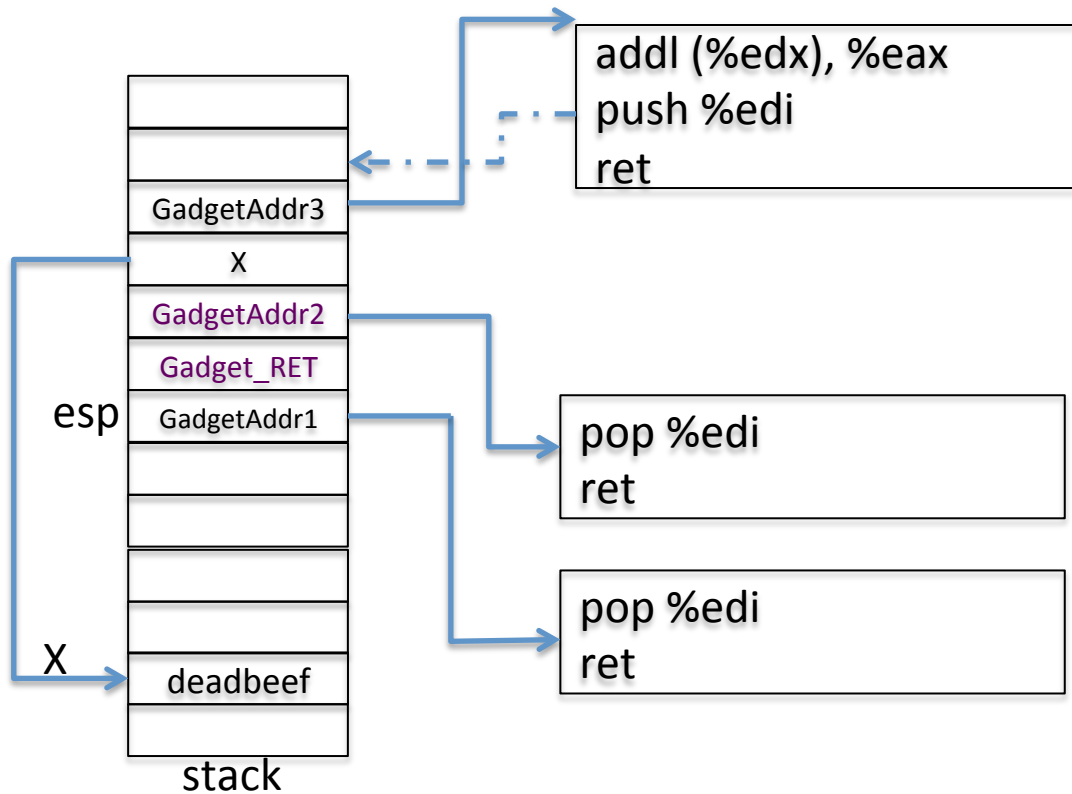 addl (%edx), %eax
push %edi
ret
GadgetAddr3
X
GadgetAddr2
Gadget_RET
esp
GadgetAddr1
pop %edi
ret
pop %edi
ret
X
deadbeef
stack